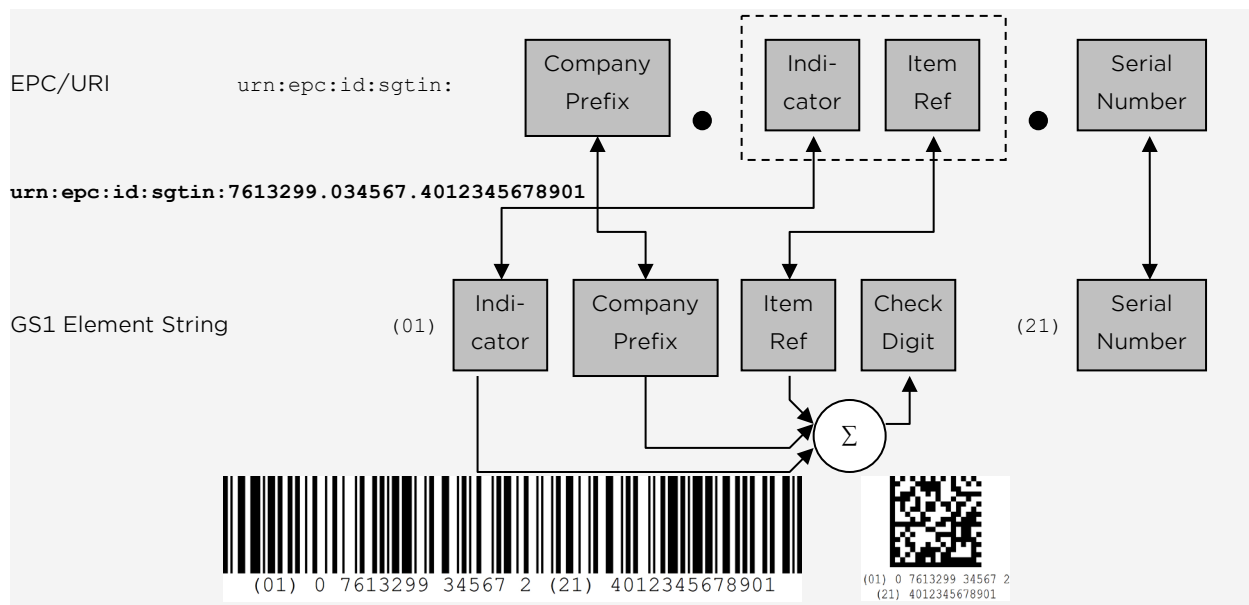 Company Prefix
Indi-cator
Item Ref
Serial Number
EPC/URI urn:epc:id:sgtin:
urn:epc:id:sgtin:7613299.034567.4012345678901
Indi-cator
Company Prefix
Item Ref
Check Digit
Serial Number
GS1 Element String (01) (21)
Σ
(01) 0 7613299 34567 2 (21) 4012345678901
(01) 0 7613299 34567 2
(21) 4012345678901